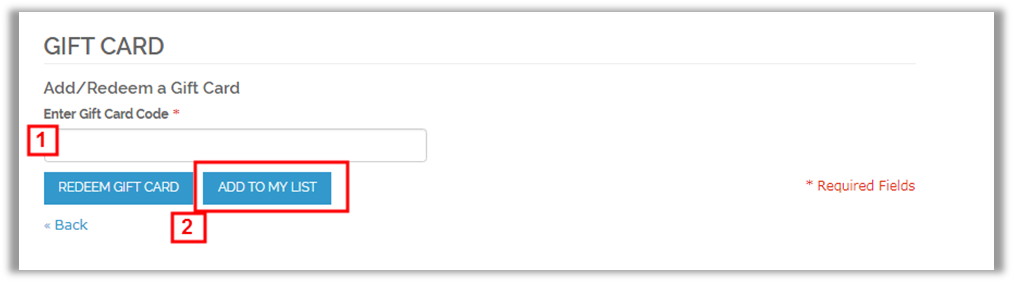 GIFT CARD
Add/Redeem a Gift Card
Enter Gift Card Code *
1
REDEEM GIFT CARD ADD TO MY LIST
* Required Fields
2
« Back